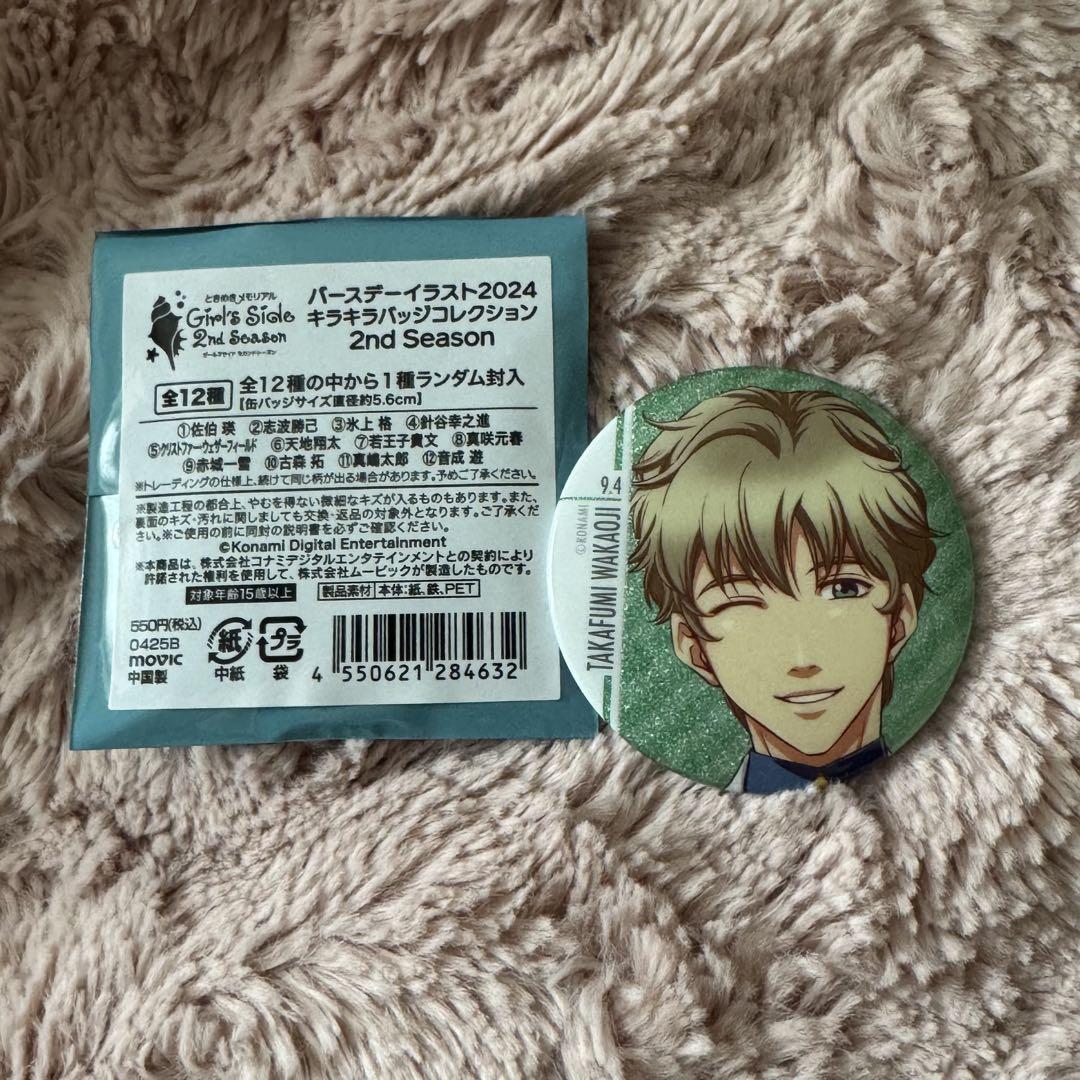 ときめきメモリアル
Girl's Side
2nd Season
ガールズサイド セカンドシーズン
バースデーイラスト2024
キラキラバッジコレクション
2nd Season
全12種
全12種の中から1種ランダム封入
【缶バッジサイズ直径約5.6cm】
①佐伯 瑛 ②志波勝己 ③氷上 格 ④針谷幸之進
⑤クリストファー・ウェザーフィールド ⑥天地翔太 ⑦若王子貴文 ⑧真咲元春
⑨赤城一雪 ⑩古森 拓 ⑪真嶋太郎 ⑫音成 遊
※トレーディングの仕様上、続けて同じ柄が出る場合があります。予めご了承ください。
※製造工程の都合上、やむを得ない微細なキズが入るものもあります。また、
裏面のキズ・汚れに関しましても交換・返品の対象外となります。ご了承くだ
さい。※ご使用の前に同封の説明書を必ずご確認ください。
©Konami Digital Entertainment
※本商品は、株式会社コナミデジタルエンタテインメントとの契約により
許諾された権利を使用して、株式会社ムービックが製造したものです。
対象年齢15歳以上 製品素材 本体:紙、鉄、PET
550円(税込)
0425B
movic
中国製
紙
中紙
プラ
袋
4 550621 284632
9.4
©KONAMI
TAKAFUMI WAKAOJI